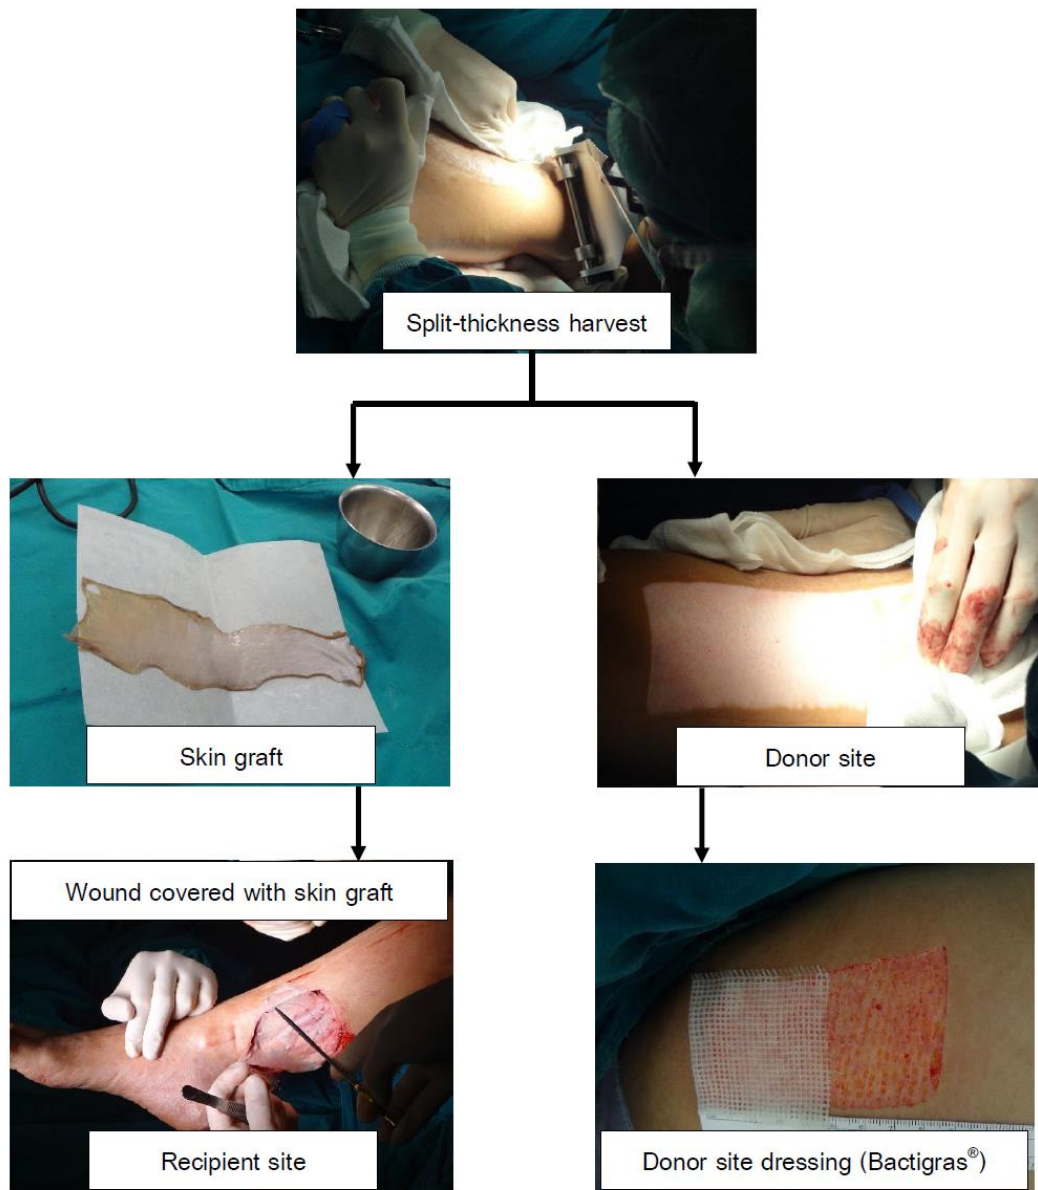 Split-thickness harvest
Skin graft
Donor site
Wound covered with skin graft
Recipient site
Donor site dressing (Bactigras®)